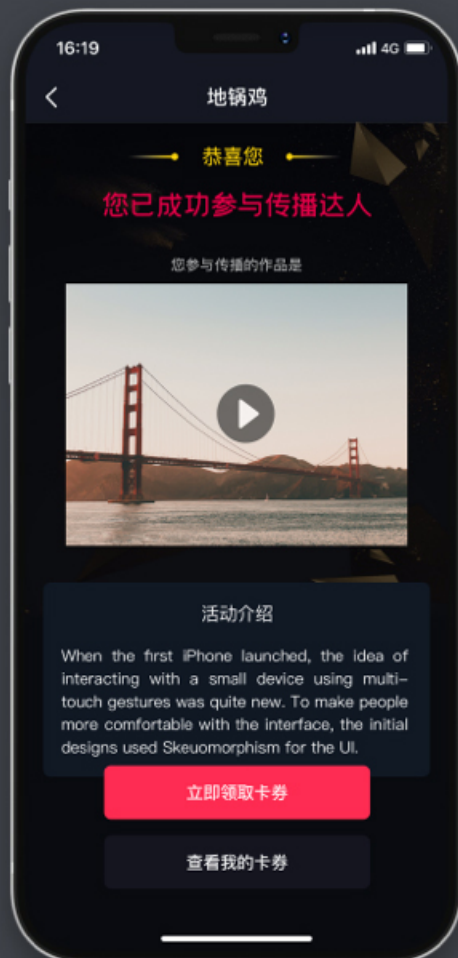 16:19
4G
地锅鸡
恭喜您
您已成功参与传播达人
您参与传播的作品是
活动介绍
When the first iPhone launched, the idea of
interacting with a small device using multi-
touch gestures was quite new. To make people
more comfortable with the interface, the initial
designs used Skeuomorphism for the UI.
立即领取卡券
查看我的卡券